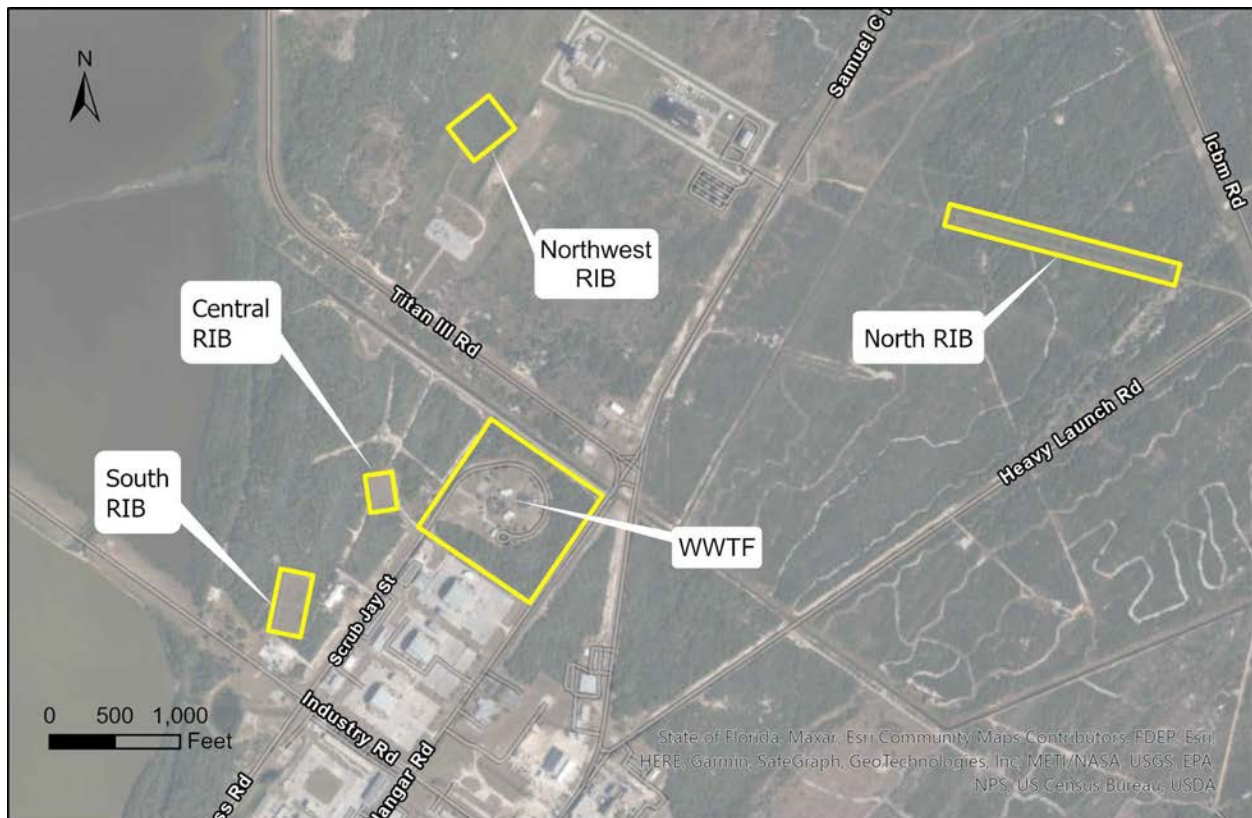 N
Samuel C
Icbm Rd
Northwest
RIB
Central
RIB
Titan III Rd
North RIB
Heavy Launch Rd
South
RIB
WWTF
Scrub Jay St
Industry Rd
Hangar Rd
ss Rd
0 500 1,000
Feet
State of Florida, Maxar, Esri Community Maps Contributors, FDEP, Esri,
HERE, Garmin, SafeGraph, GeoTechnologies, Inc, METI/NASA, USGS, EPA,
NPS, US Census Bureau, USDA